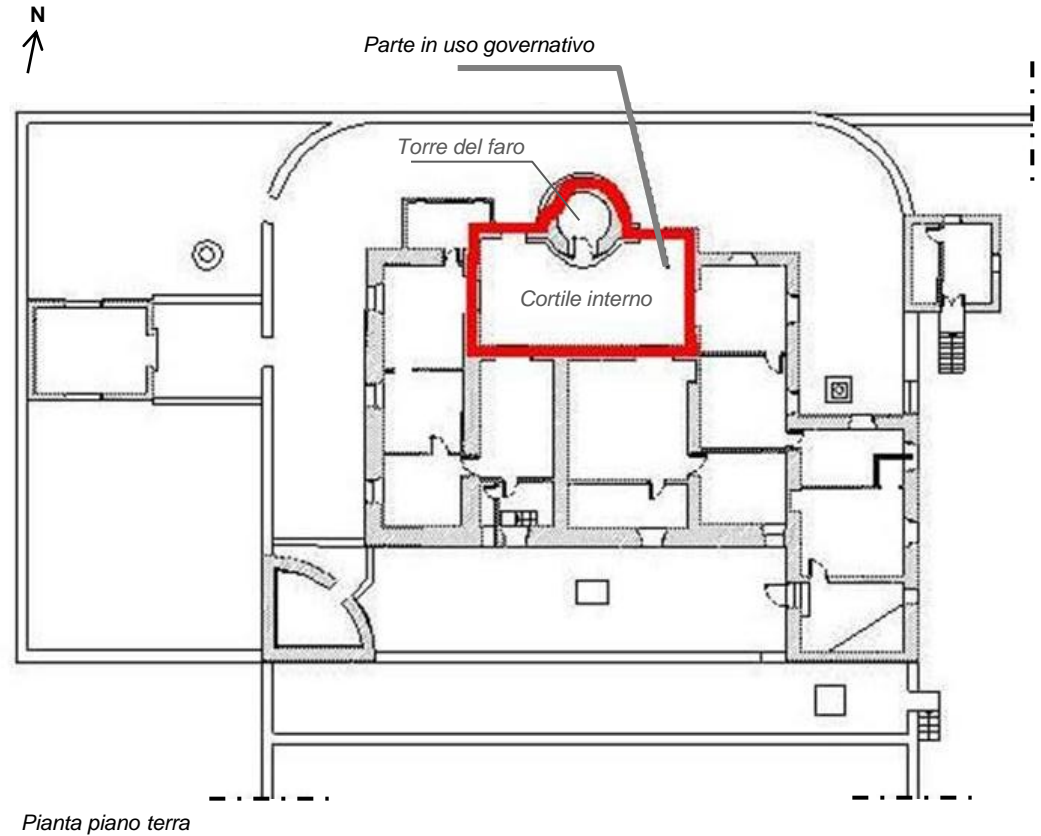 N
Parte in uso governativo
Torre del faro
Cortile interno
Pianta piano terra